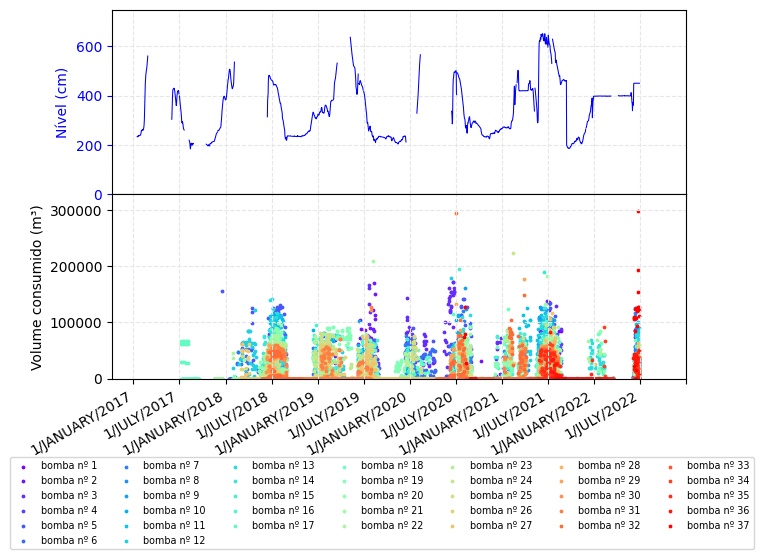 600
400
200
0
Nível (cm)
300000
200000
100000
0
Volume consumido (m³)
1/JANUARY/2017
1/JULY/2017
1/JANUARY/2018
1/JULY/2018
1/JANUARY/2019
1/JULY/2019
1/JANUARY/2020
1/JULY/2020
1/JANUARY/2021
1/JULY/2021
1/JANUARY/2022
1/JULY/2022
bomba nº 1
bomba nº 2
bomba nº 3
bomba nº 4
bomba nº 5
bomba nº 6
bomba nº 7
bomba nº 8
bomba nº 9
bomba nº 10
bomba nº 11
bomba nº 12
bomba nº 13
bomba nº 14
bomba nº 15
bomba nº 16
bomba nº 17
bomba nº 18
bomba nº 19
bomba nº 20
bomba nº 21
bomba nº 22
bomba nº 23
bomba nº 24
bomba nº 25
bomba nº 26
bomba nº 27
bomba nº 28
bomba nº 29
bomba nº 30
bomba nº 31
bomba nº 32
bomba nº 33
bomba nº 34
bomba nº 35
bomba nº 36
bomba nº 37